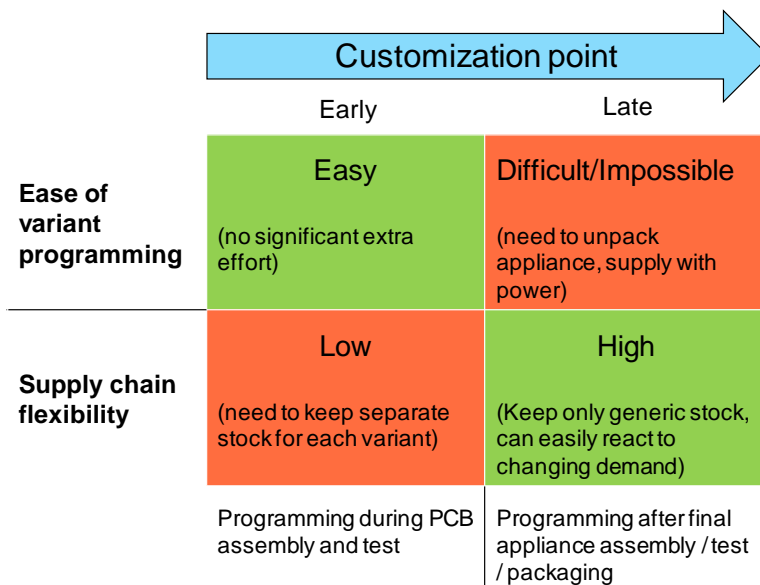 Customization point
Early
Late
Ease of
variant
programming
Easy
(no significant extra
effort)
Difficult/Impossible
(need to unpack
appliance, supply with
power)
Supply chain
flexibility
Low
(need to keep separate
stock for each variant)
High
(Keep only generic stock,
can easily react to
changing demand)
Programming during PCB
assembly and test
Programming after final
appliance assembly / test
/ packaging